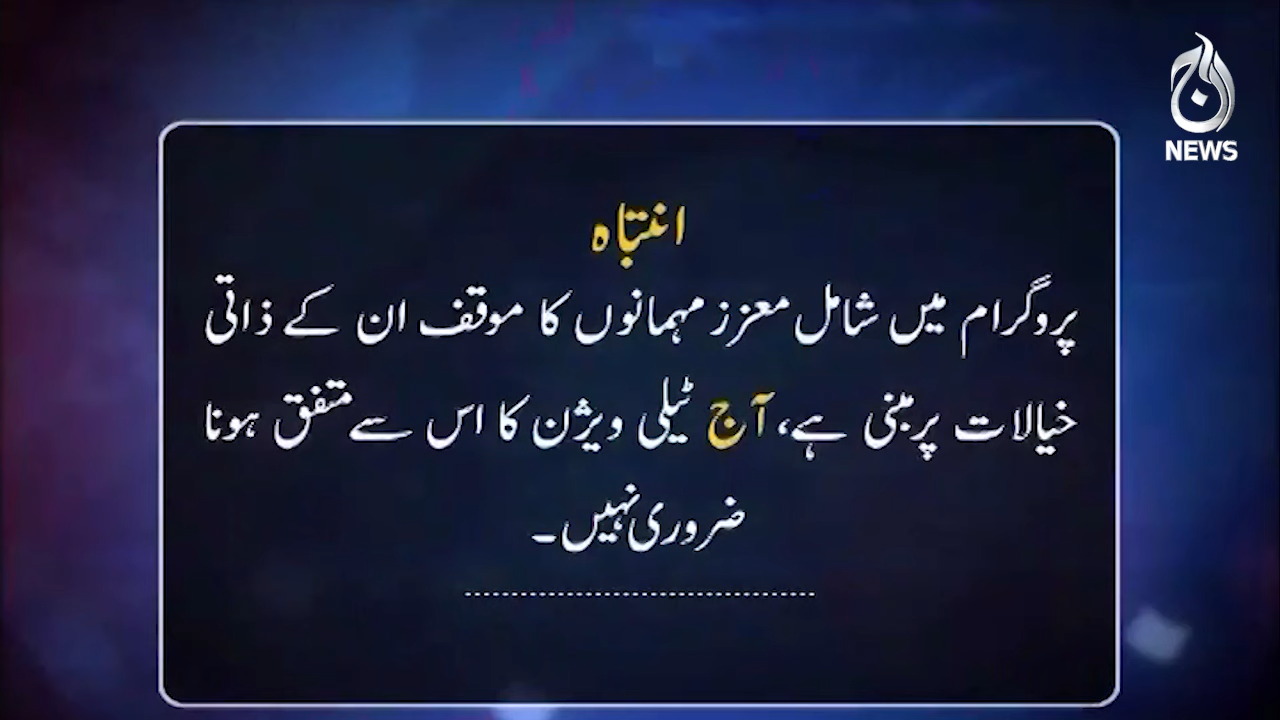 آج
NEWS
انتباہ
پروگرام میں شامل معزز مہمانوں کا موقف ان کے ذاتی
خیالات پر مبنی ہے، آج ٹیلی ویژن کا اس سے متفق ہونا
ضروری نہیں۔